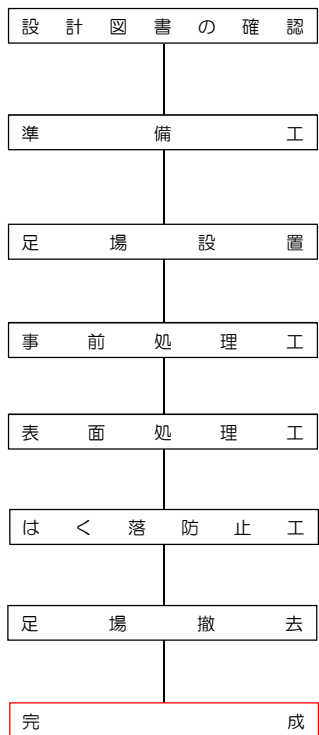 設計図書の確認
準備工
足場設置
事前処理工
表面処理工
はく落防止工
足場撤去
完成